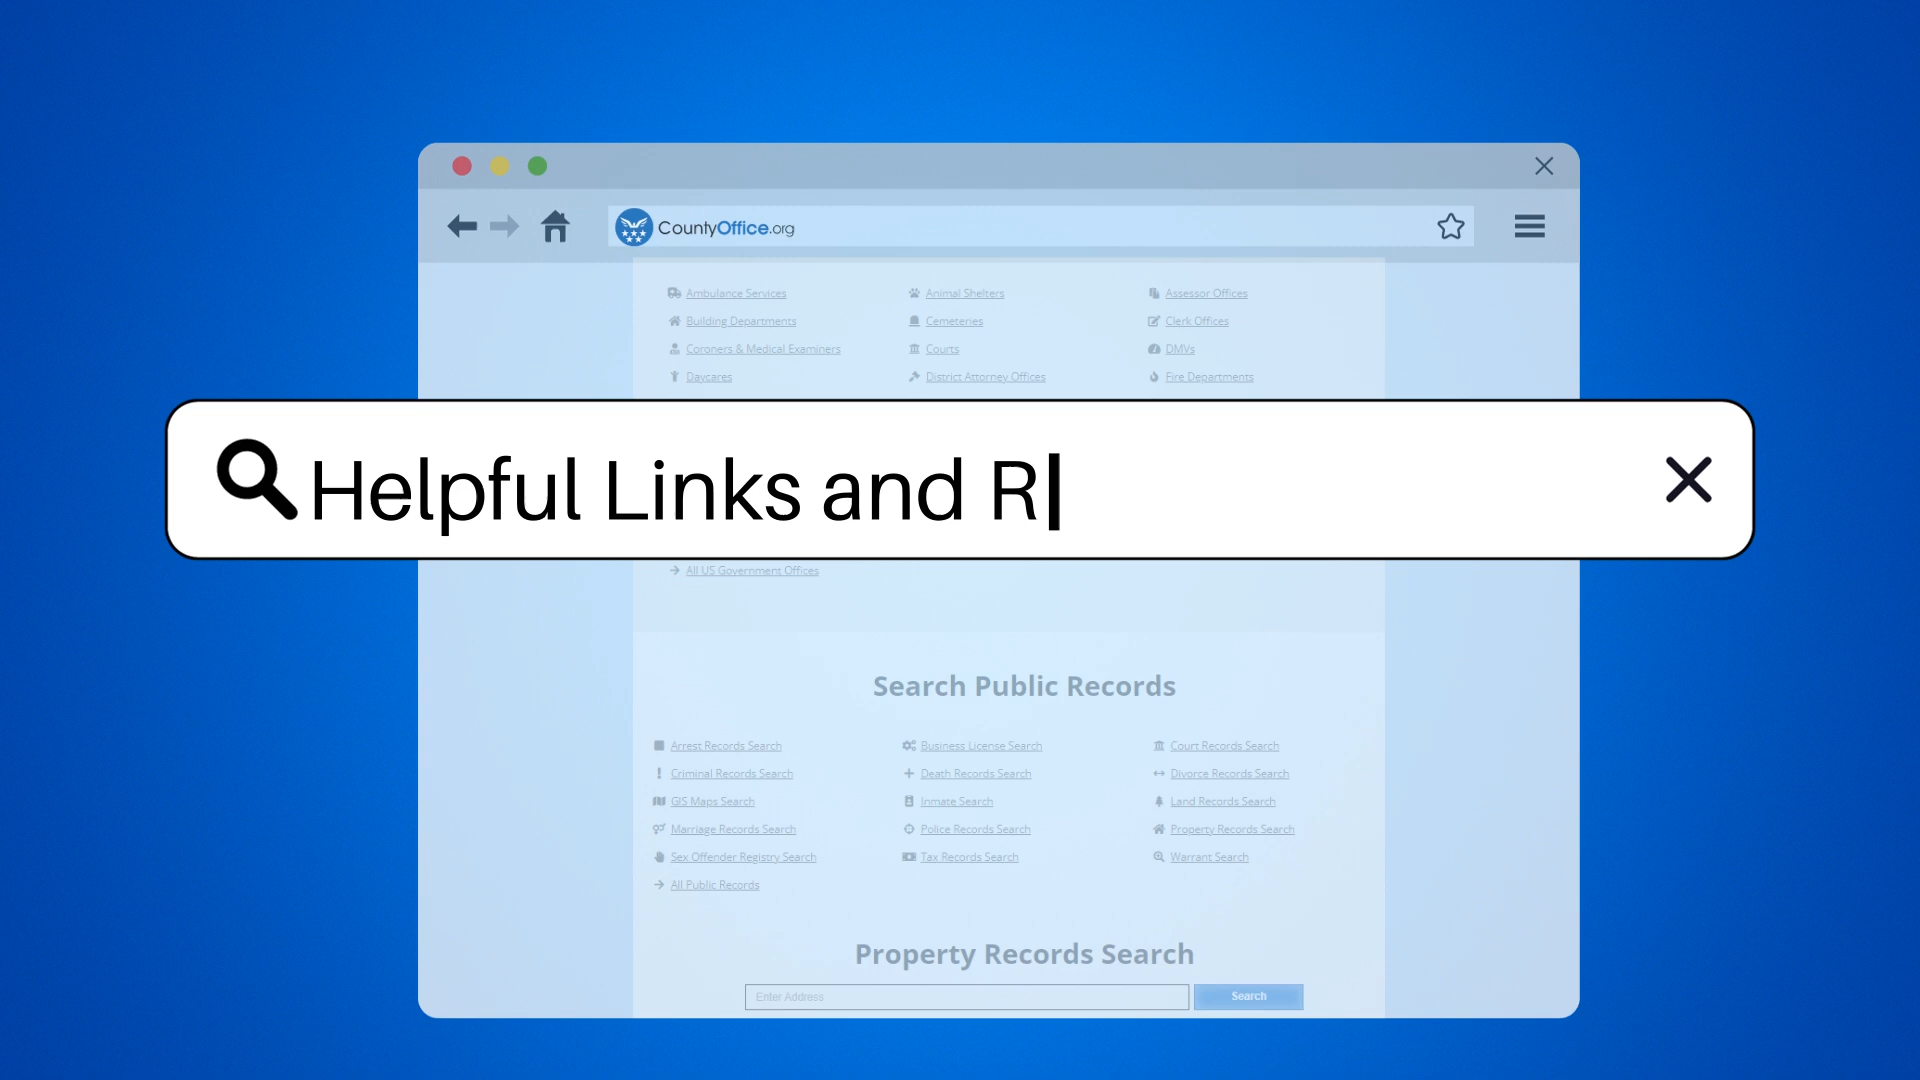 CountyOffice.org
Ambulance Services Animal Shelters Assessor Offices
Building Departments Cemeteries Clerk Offices
Coroners & Medical Examiners Courts DMVs
Daycares District Attorney Offices Fire Departments
Helpful Links and R
All US Government Offices
Search Public Records
Arrest Records Search Business License Search Court Records Search
Criminal Records Search Death Records Search Divorce Records Search
GIS Maps Search Inmate Search Land Records Search
Marriage Records Search Police Records Search Property Records Search
Sex Offender Registry Search Tax Records Search Warrant Search
All Public Records
Property Records Search
Enter Address Search